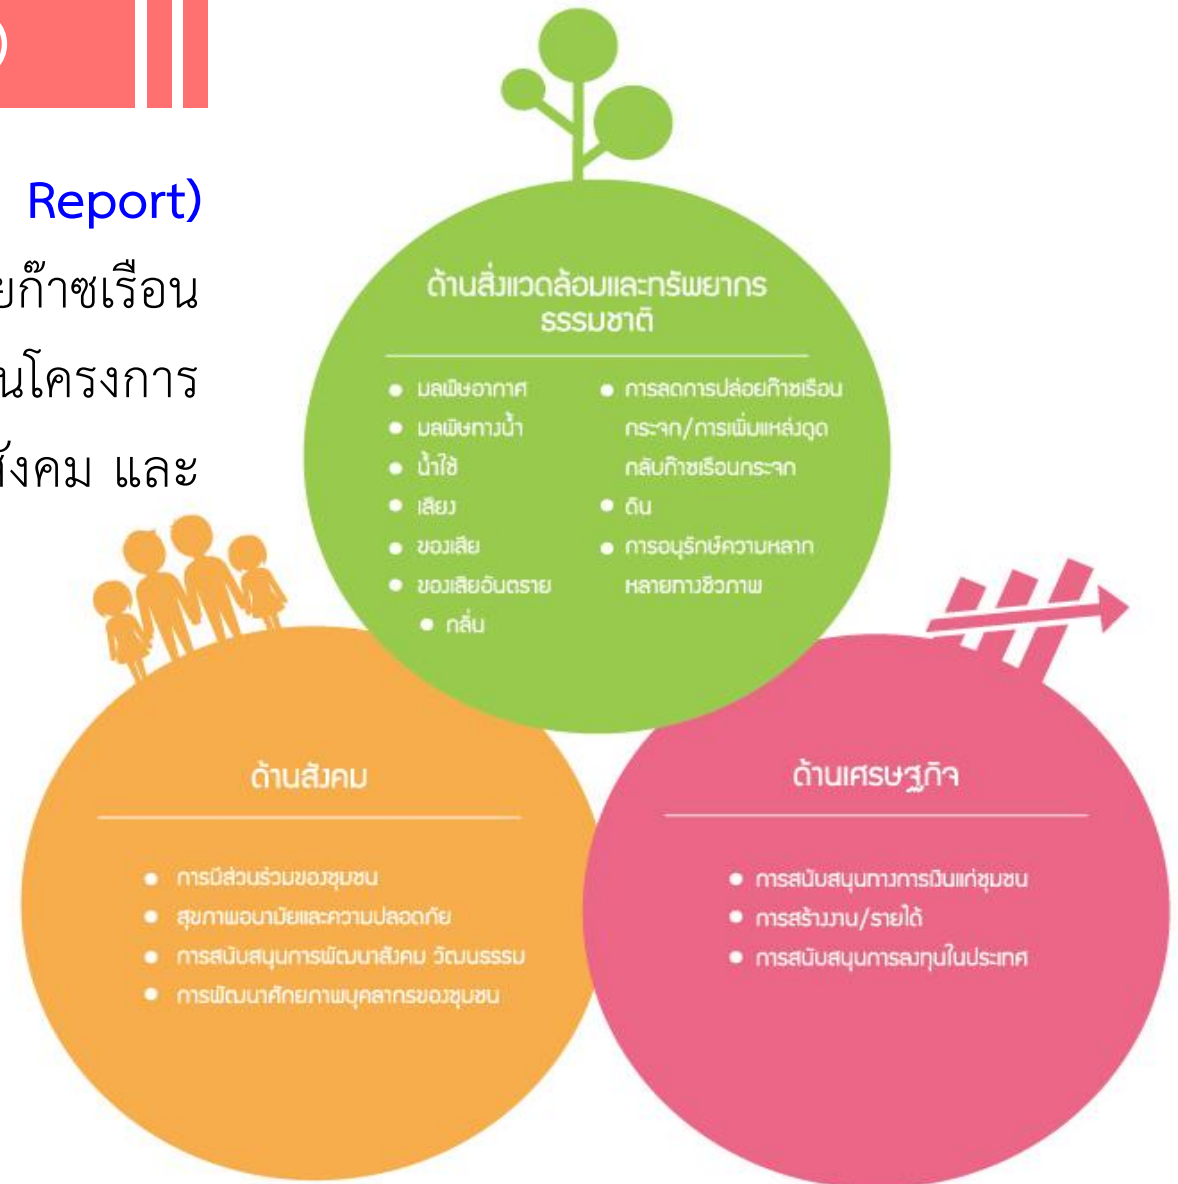 Report)
ยก๊าซเรือน
นโครงการ
สังคม และ
ด้านสิ่งแวดล้อมและทรัพยากร
ธรรมชาติ
มลพิษอากาศ
มลพิษทางน้ำ
น้ำใช้
เสียง
ของเสีย
ของเสียอันตราย
กลิ่น
การลดการปล่อยก๊าซเรือน
กระจก/การเพิ่มแหล่งดูด
กลับก๊าซเรือนกระจก
ดิน
การอนุรักษ์ความหลาก
หลายทางชีวภาพ
ด้านสังคม
การมีส่วนร่วมของชุมชน
สุขภาพอนามัยและความปลอดภัย
การสนับสนุนการพัฒนาสังคม วัฒนธรรม
การพัฒนาศักยภาพบุคลากรของชุมชน
ด้านเศรษฐกิจ
การสนับสนุนทางการเงินแก่ชุมชน
การสร้างงาน/รายได้
การสนับสนุนการลงทุนในประเทศ